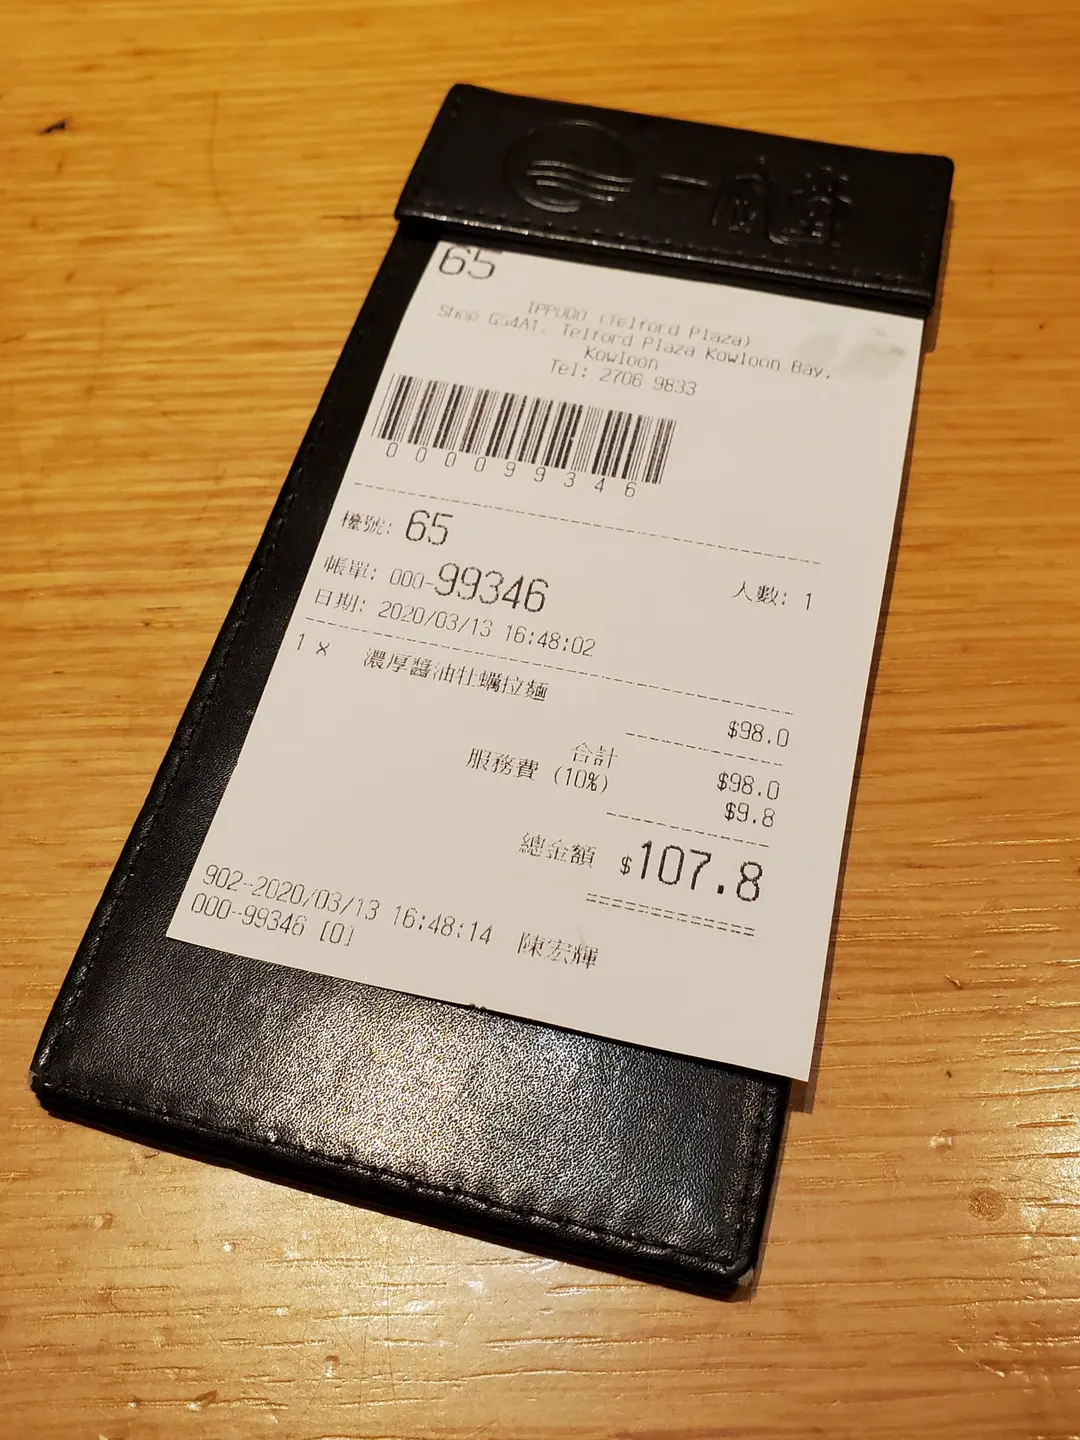 一風堂
65
IPPUDO (Telford Plaza)
Shop G54A1, Telford Plaza Kowloon Bay,
Kowloon
Tel: 2706 9833
000099346
檯號: 65
帳單: 000-99346 人數: 1
日期: 2020/03/13 16:48:02
1 x 濃厚醬油牡蠣拉麵
$98.0
合計 $98.0
服務費 (10%) $9.8
總金額 $107.8
902-2020/03/13 16:48:14 陳宏輝
000-99346 [0]